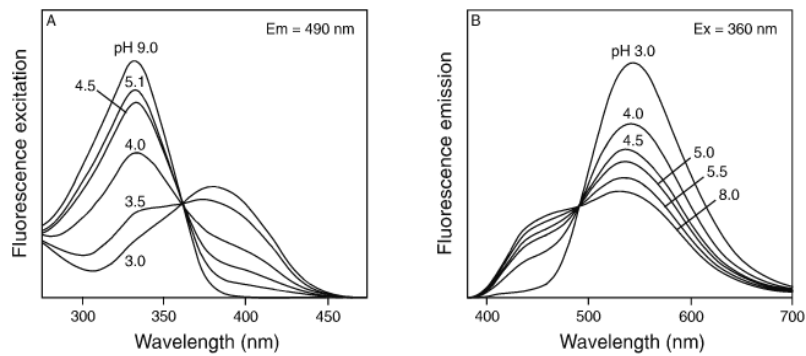 A
Em = 490 nm
pH 9.0
5.1
4.5
4.0
3.5
3.0
Fluorescence excitation
300
350
400
450
Wavelength (nm)
B
Ex = 360 nm
pH 3.0
4.0
4.5
5.0
5.5
8.0
Fluorescence emission
400
500
600
700
Wavelength (nm)